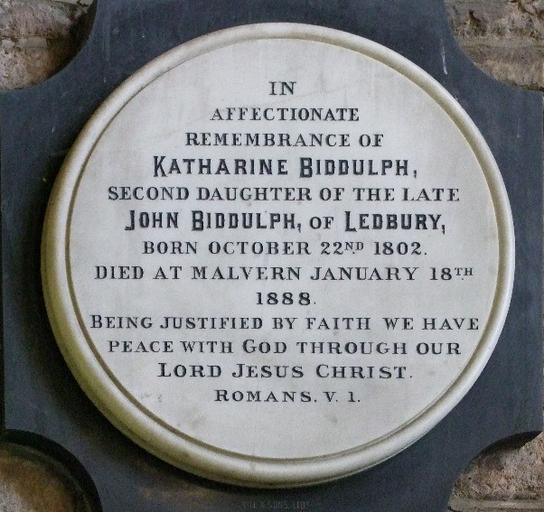 IN
AFFECTIONATE
REMEMBRANCE OF
KATHARINE BIDDULPH,
SECOND DAUGHTER OF THE LATE
JOHN BIDDULPH, OF LEDBURY,
BORN OCTOBER 22ND 1802.
DIED AT MALVERN JANUARY 18TH
1888.
BEING JUSTIFIED BY FAITH WE HAVE
PEACE WITH GOD THROUGH OUR
LORD JESUS CHRIST.
ROMANS. V. 1.